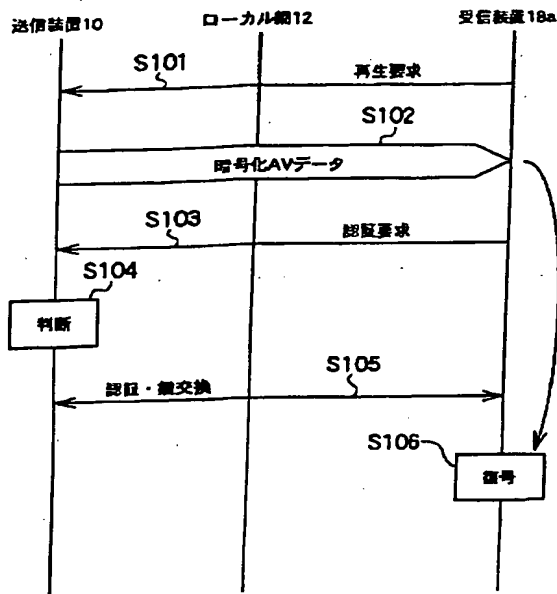 送信装置10
ローカル網12
受信装置18a
S101
再生要求
S102
暗号化AVデータ
S103
認証要求
S104
判断
認証・鍵交換
S105
S106
復号